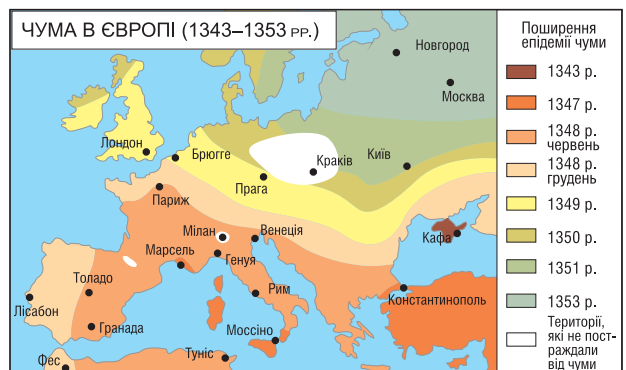 ЧУМА В ЄВРОПІ (1343–1353 РР.)
Новгород
Москва
Лондон
Брюгге
Прага
Краків
Київ
Париж
Мілан
Венеція
Кафа
Марсель
Генуя
Толадо
Рим
Константинополь
Лісабон
Гранада
Моссіно
Фес
Туніс
Поширення
епідемії чуми
1343 р.
1347 р.
1348 р.
червень
1348 р.
грудень
1349 р.
1350 р.
1351 р.
1353 р.
Території,
які не пост-
раждали
від чуми